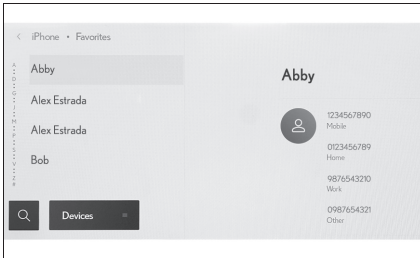 iPhone • Favorites
A
D
G
J
M
P
S
V
Z
#
Abby
Alex Estrada
Alex Estrada
Bob
Devices
Abby
1234567890
Mobile
0123456789
Home
9876543210
Work
0987654321
Other